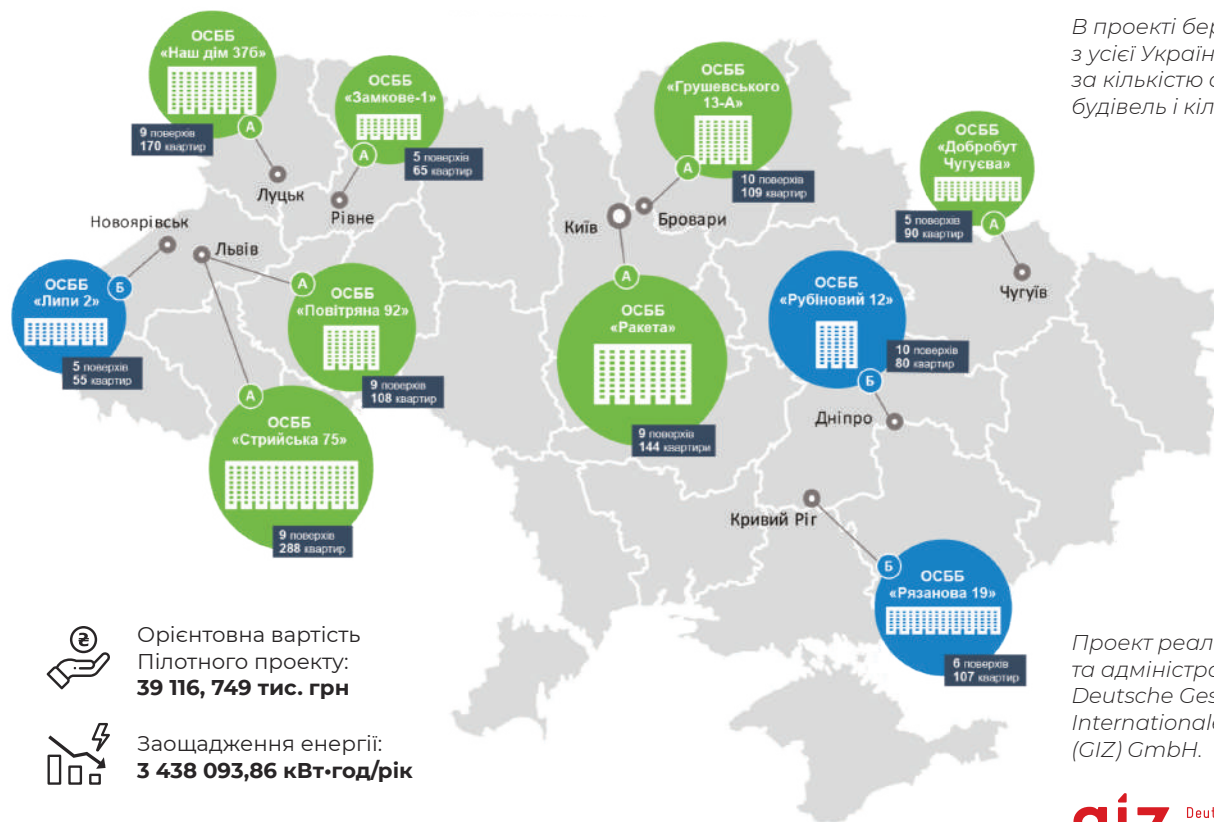 ОСББ
«Наш дім 37б»
9 поверхів
170 квартир
А
Луцьк
ОСББ
«Замкове-1»
А
5 поверхів
65 квартир
Рівне
ОСББ
«Грушевського
13-А»
А
10 поверхів
109 квартир
Київ
Бровари
ОСББ
«Добробут
Чугуєва»
5 поверхів
90 квартир
А
Чугуїв
Новоярівськ
Львів
ОСББ
«Липи 2»
Б
5 поверхів
55 квартир
А
ОСББ
«Повітряна 92»
9 поверхів
108 квартир
А
ОСББ
«Стрийська 75»
9 поверхів
288 квартир
А
ОСББ
«Ракета»
9 поверхів
144 квартири
ОСББ
«Рубіновий 12»
10 поверхів
80 квартир
Б
Дніпро
Кривий Ріг
Б
ОСББ
«Рязанова 19»
6 поверхів
107 квартир
Орієнтовна вартість
Пілотного проекту:
39 116, 749 тис. грн
Заощадження енергії:
3 438 093,86 кВт·год/рік
В проекті бер
з усієї Україн
за кількістю
будівель і кіл
Проект реал
та адміністр
Deutsche Ges
Internationale
(GIZ) GmbH.
giz Deut